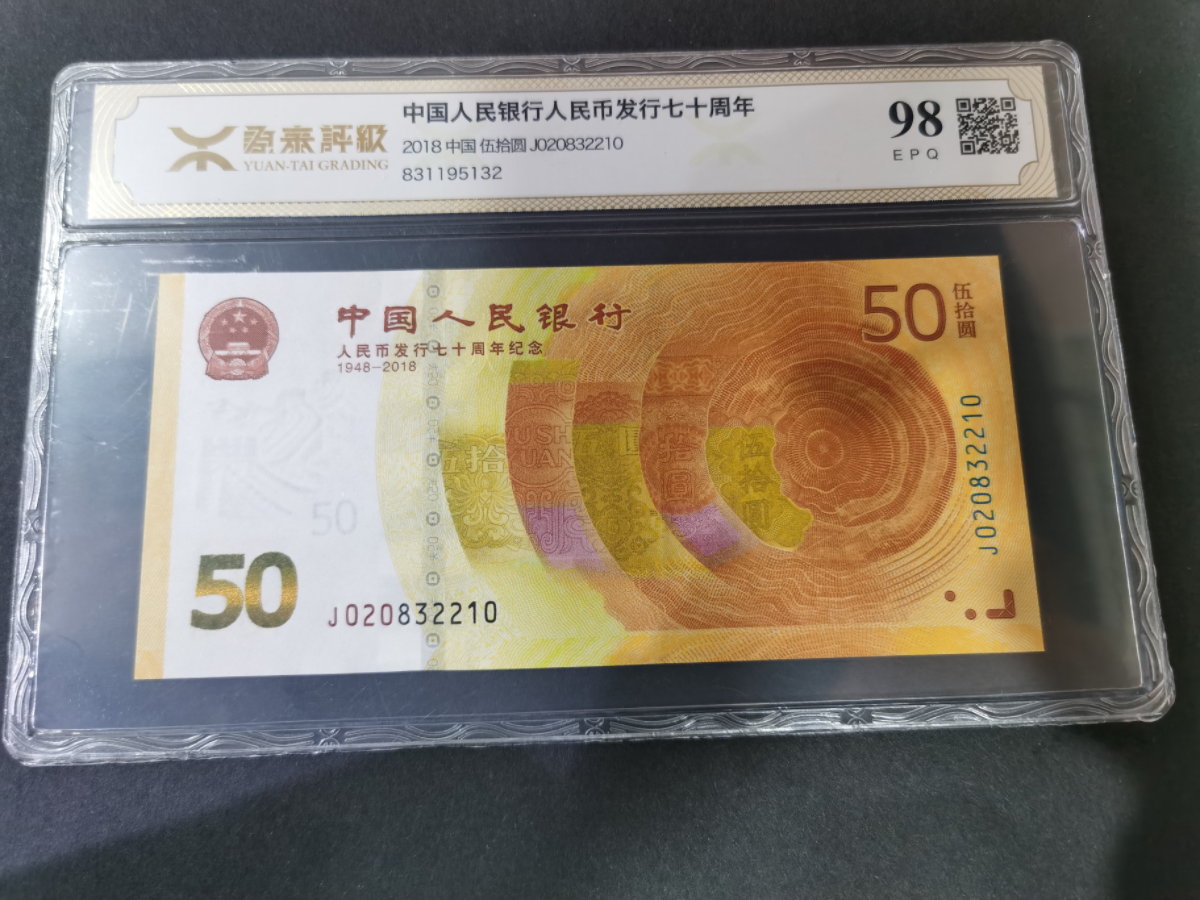 源泰評級
YUAN-TAI GRADING
中国人民银行人民币发行七十周年
2018 中国 伍拾圆 J020832210
831195132
98
EPQ
中国人民银行
人民币发行七十周年纪念
1948-2018
50
伍拾圆
WUSHI
YUAN
伍拾圆
50
50
J020832210
J020832210